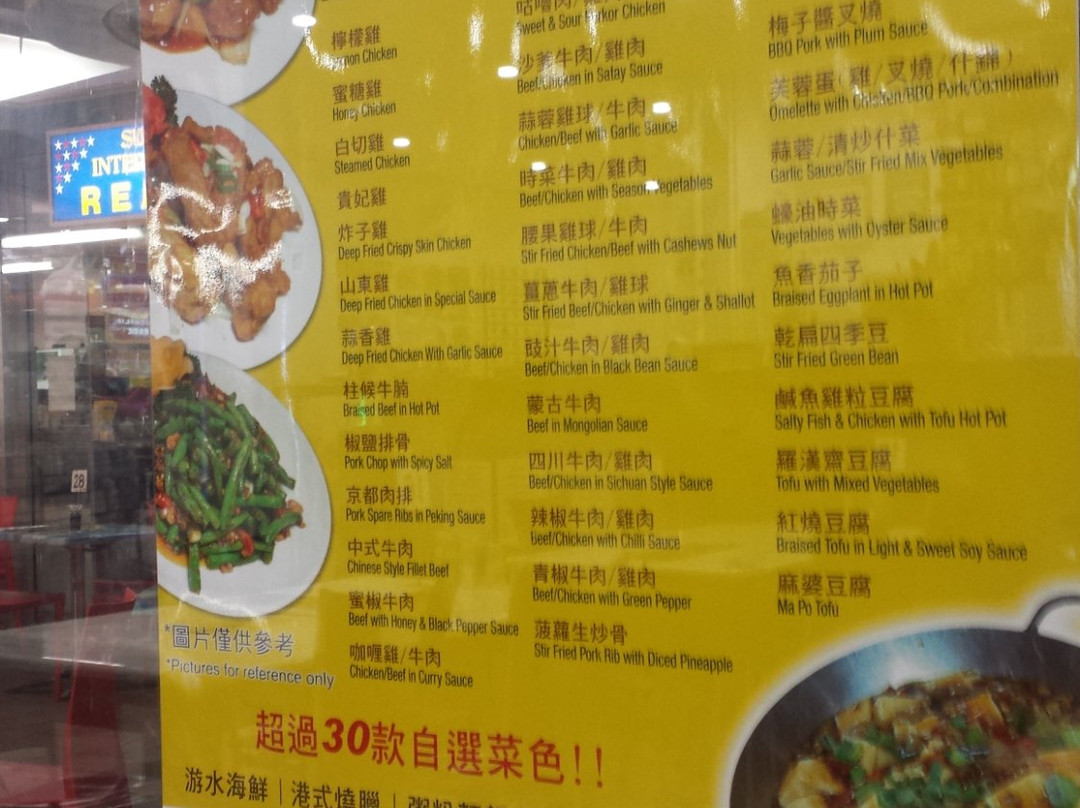 SO
INTE
RE
28
檸檬雞
Lemon Chicken
蜜糖雞
Honey Chicken
白切雞
Steamed Chicken
貴妃雞
炸子雞
Deep Fried Crispy Skin Chicken
山東雞
Deep Fried Chicken in Special Sauce
蒜香雞
Deep Fried Chicken With Garlic Sauce
柱候牛腩
Braised Beef in Hot Pot
椒鹽排骨
Pork Chop with Spicy Salt
京都肉排
Pork Spare Ribs in Peking Sauce
中式牛肉
Chinese Style Fillet Beef
蜜椒牛肉
Beef with Honey & Black Pepper Sauce
咖喱雞/牛肉
Chicken/Beef in Curry Sauce
咕嚕肉/雞
Sweet & Sour Porkor Chicken
沙爹牛肉/雞肉
Beef/Chicken in Satay Sauce
蒜蓉雞球/牛肉
Chicken/Beef with Garlic Sauce
時菜牛肉/雞肉
Beef/Chicken with Season Vegetables
腰果雞球/牛肉
Stir Fried Chicken/Beef with Cashews Nut
薑蔥牛肉/雞球
Stir Fried Beef/Chicken with Ginger & Shallot
豉汁牛肉/雞肉
Beef/Chicken in Black Bean Sauce
蒙古牛肉
Beef in Mongolian Sauce
四川牛肉/雞肉
Beef/Chicken in Sichuan Style Sauce
辣椒牛肉/雞肉
Beef/Chicken with Chilli Sauce
青椒牛肉/雞肉
Beef/Chicken with Green Pepper
菠蘿生炒骨
Stir Fried Pork Rib with Diced Pineapple
梅子醬叉燒
BBQ Pork with Plum Sauce
芙蓉蛋(雞/叉燒/什錦)
Omelette with Chicken/BBQ Pork/Combination
蒜蓉/清炒什菜
Garlic Sauce/Stir Fried Mix Vegetables
蠔油時菜
Vegetables with Oyster Sauce
魚香茄子
Braised Eggplant in Hot Pot
乾扁四季豆
Stir Fried Green Bean
鹹魚雞粒豆腐
Salty Fish & Chicken with Tofu Hot Pot
羅漢齋豆腐
Tofu with Mixed Vegetables
紅燒豆腐
Braised Tofu in Light & Sweet Soy Sauce
麻婆豆腐
Ma Po Tofu
*圖片僅供參考
*Pictures for reference only
超過30款自選菜色!!
游水海鮮 | 港式燒臘 |